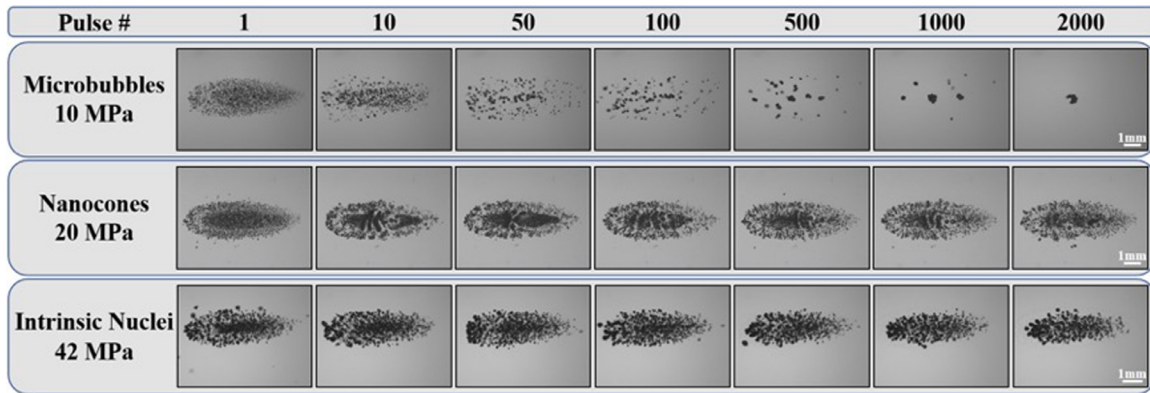 Pulse # 1 10 50 100 500 1000 2000
Microbubbles
10 MPa
1mm
Nanocones
20 MPa
1mm
Intrinsic Nuclei
42 MPa
1mm